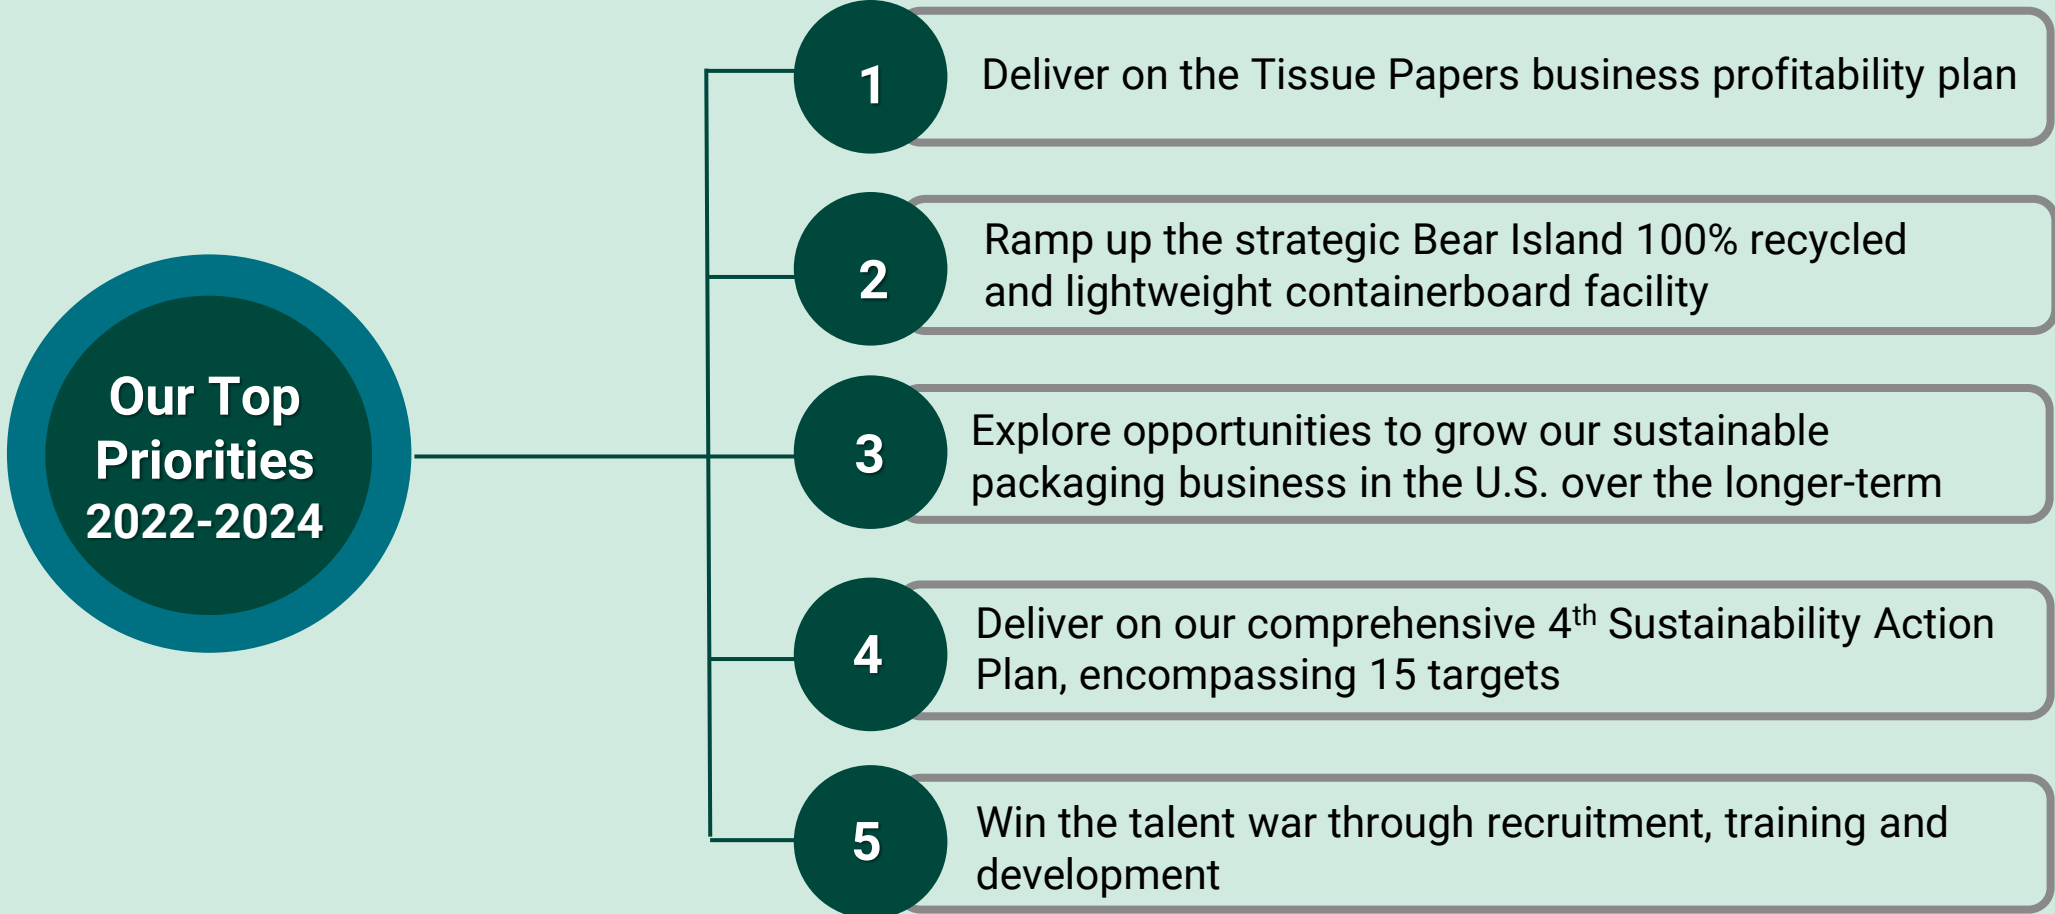 Our Top
Priorities
2022-2024
1
Deliver on the Tissue Papers business profitability plan
2
Ramp up the strategic Bear Island 100% recycled
and lightweight containerboard facility
3
Explore opportunities to grow our sustainable
packaging business in the U.S. over the longer-term
4
Deliver on our comprehensive 4th Sustainability Action
Plan, encompassing 15 targets
5
Win the talent war through recruitment, training and
development